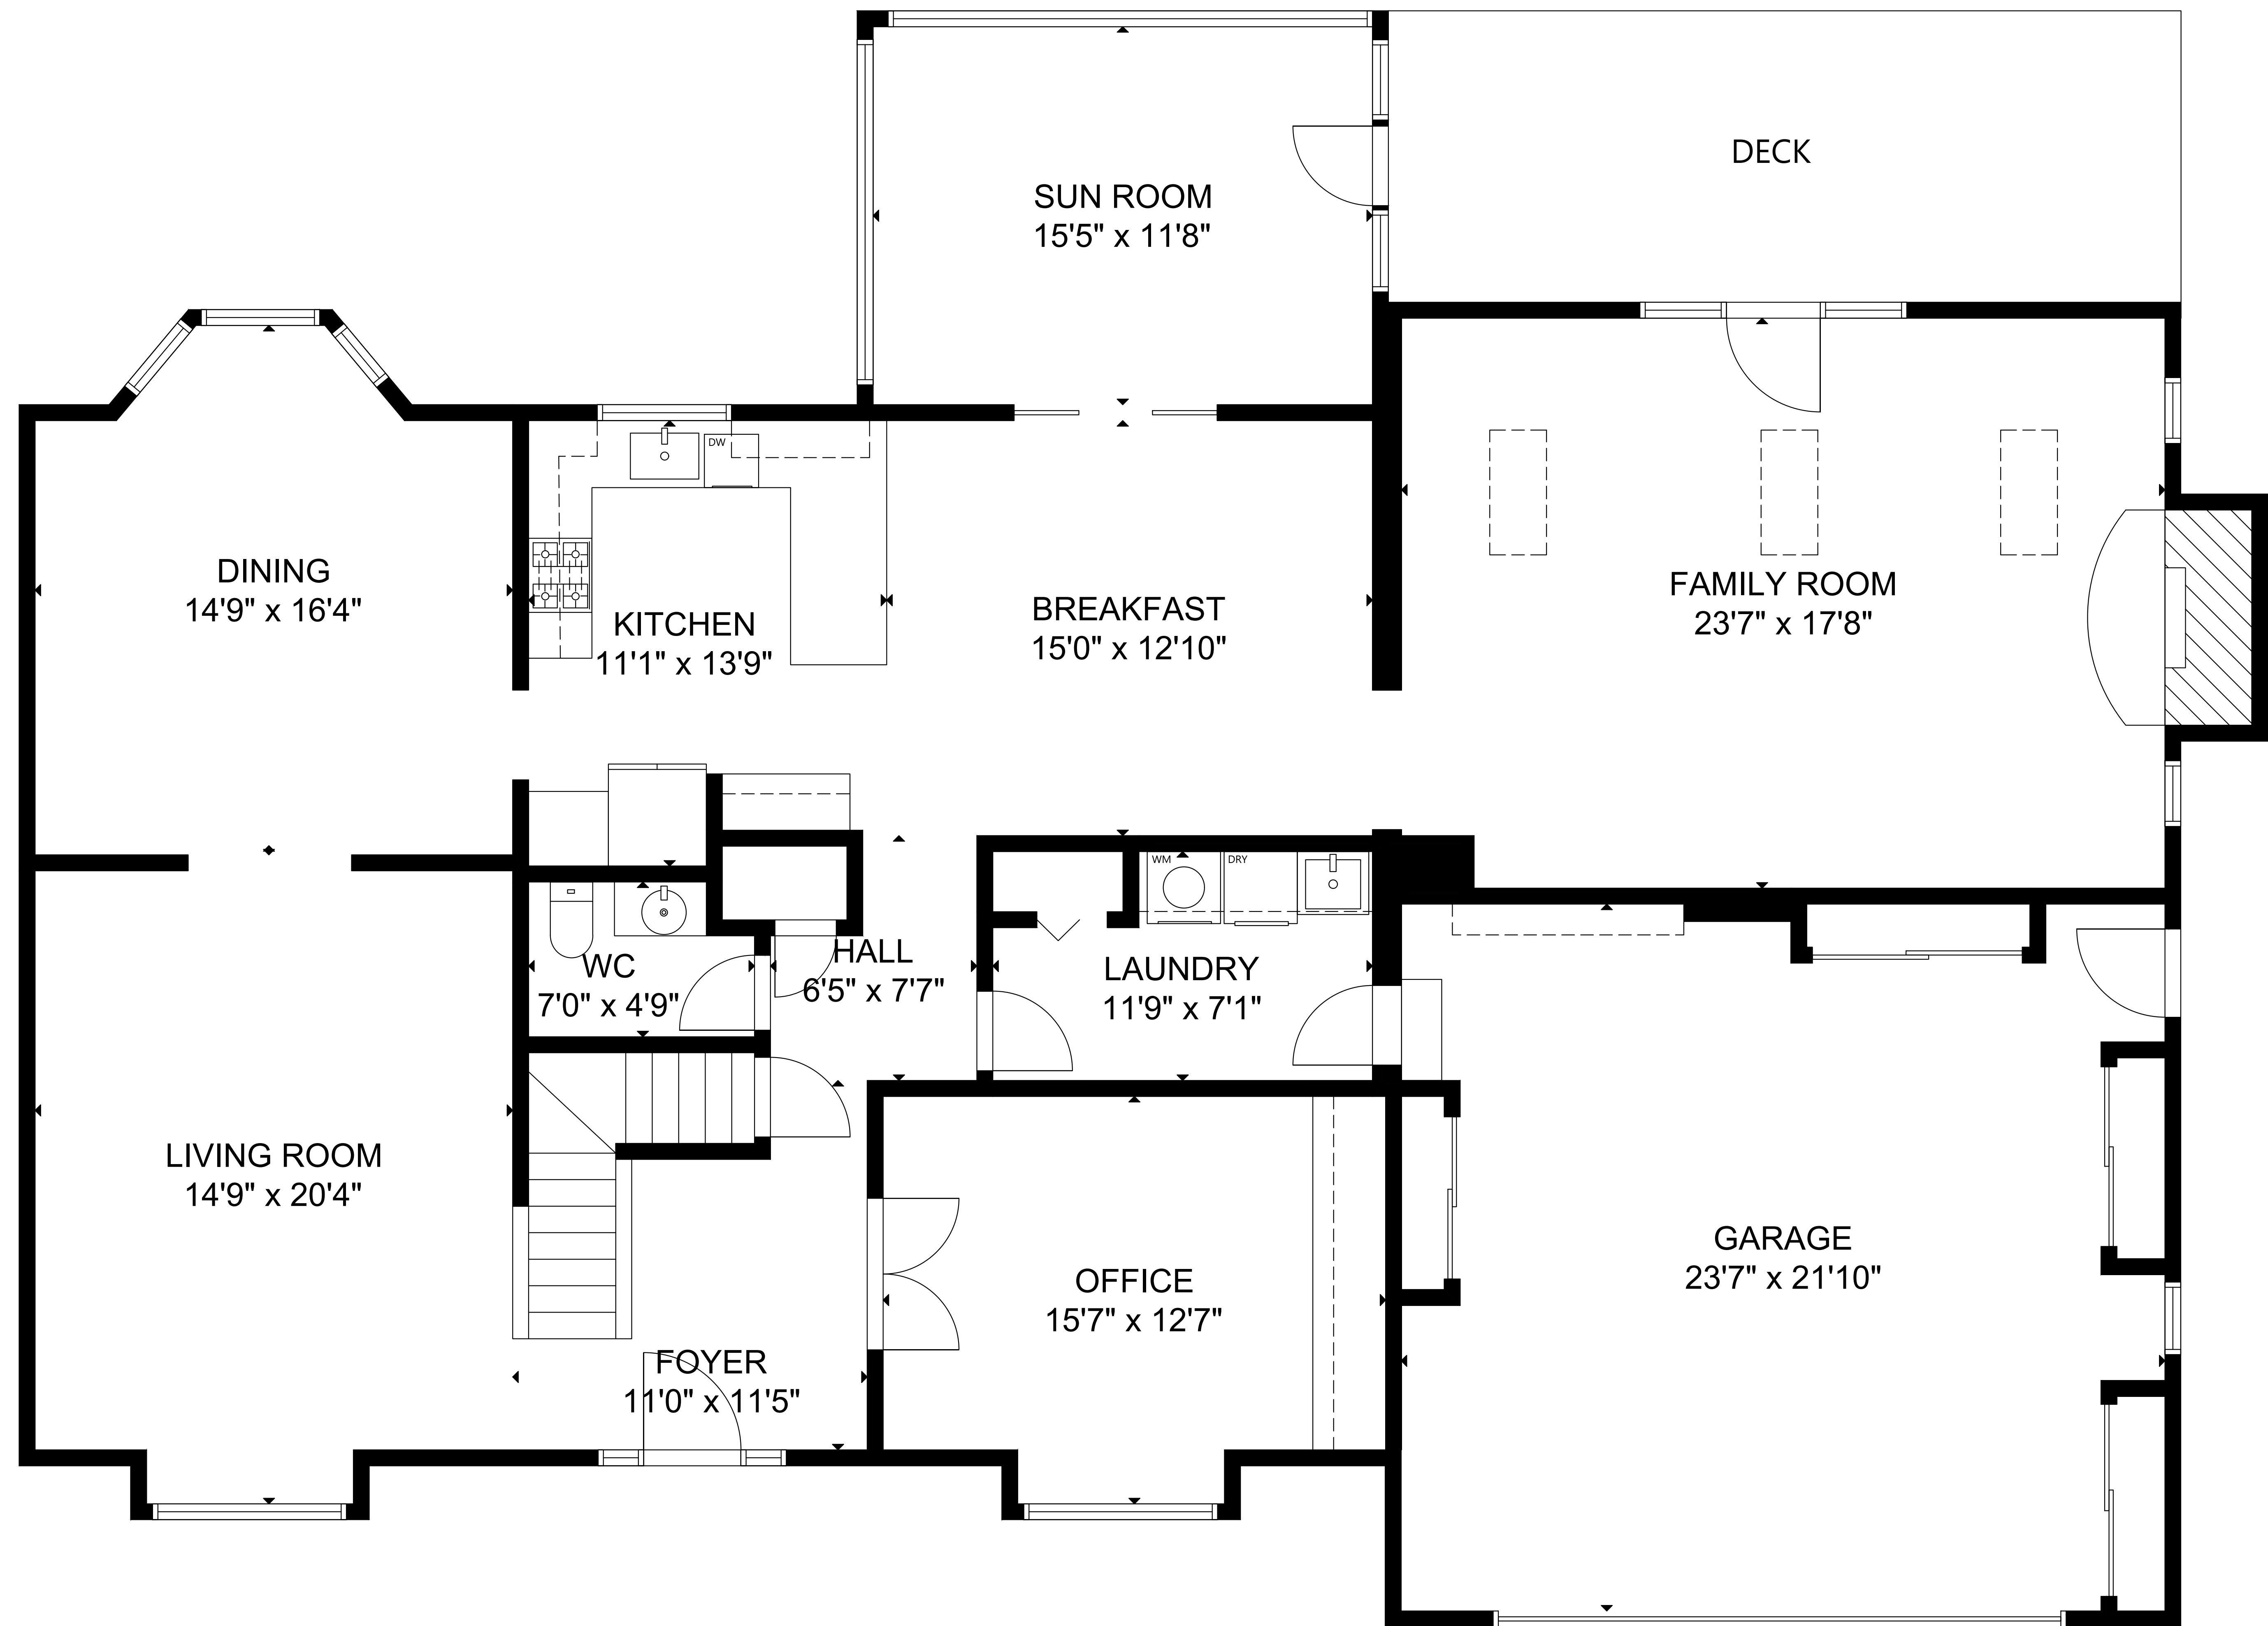 DECK
SUN ROOM
15'5" x 11'8"
DW
DINING
14'9" x 16'4"
KITCHEN
11'1" x 13'9"
BREAKFAST
15'0" x 12'10"
FAMILY ROOM
23'7" x 17'8"
WM
DRY
WC
7'0" x 4'9"
HALL
6'5" x 7'7"
LAUNDRY
11'9" x 7'1"
LIVING ROOM
14'9" x 20'4"
FOYER
11'0" x 11'5"
OFFICE
15'7" x 12'7"
GARAGE
23'7" x 21'10"